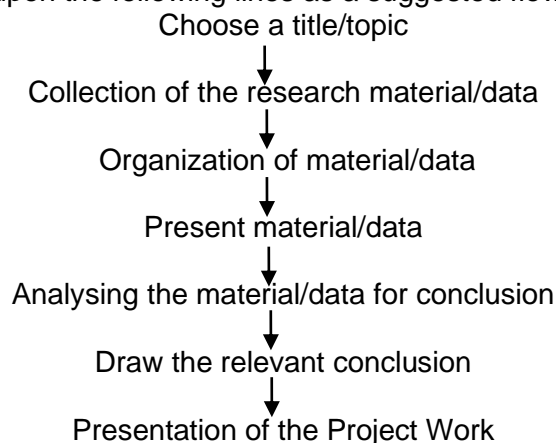 Choose a title/topic
Collection of the research material/data
Organization of material/data
Present material/data
Analysing the material/data for conclusion
Draw the relevant conclusion
Presentation of the Project Work